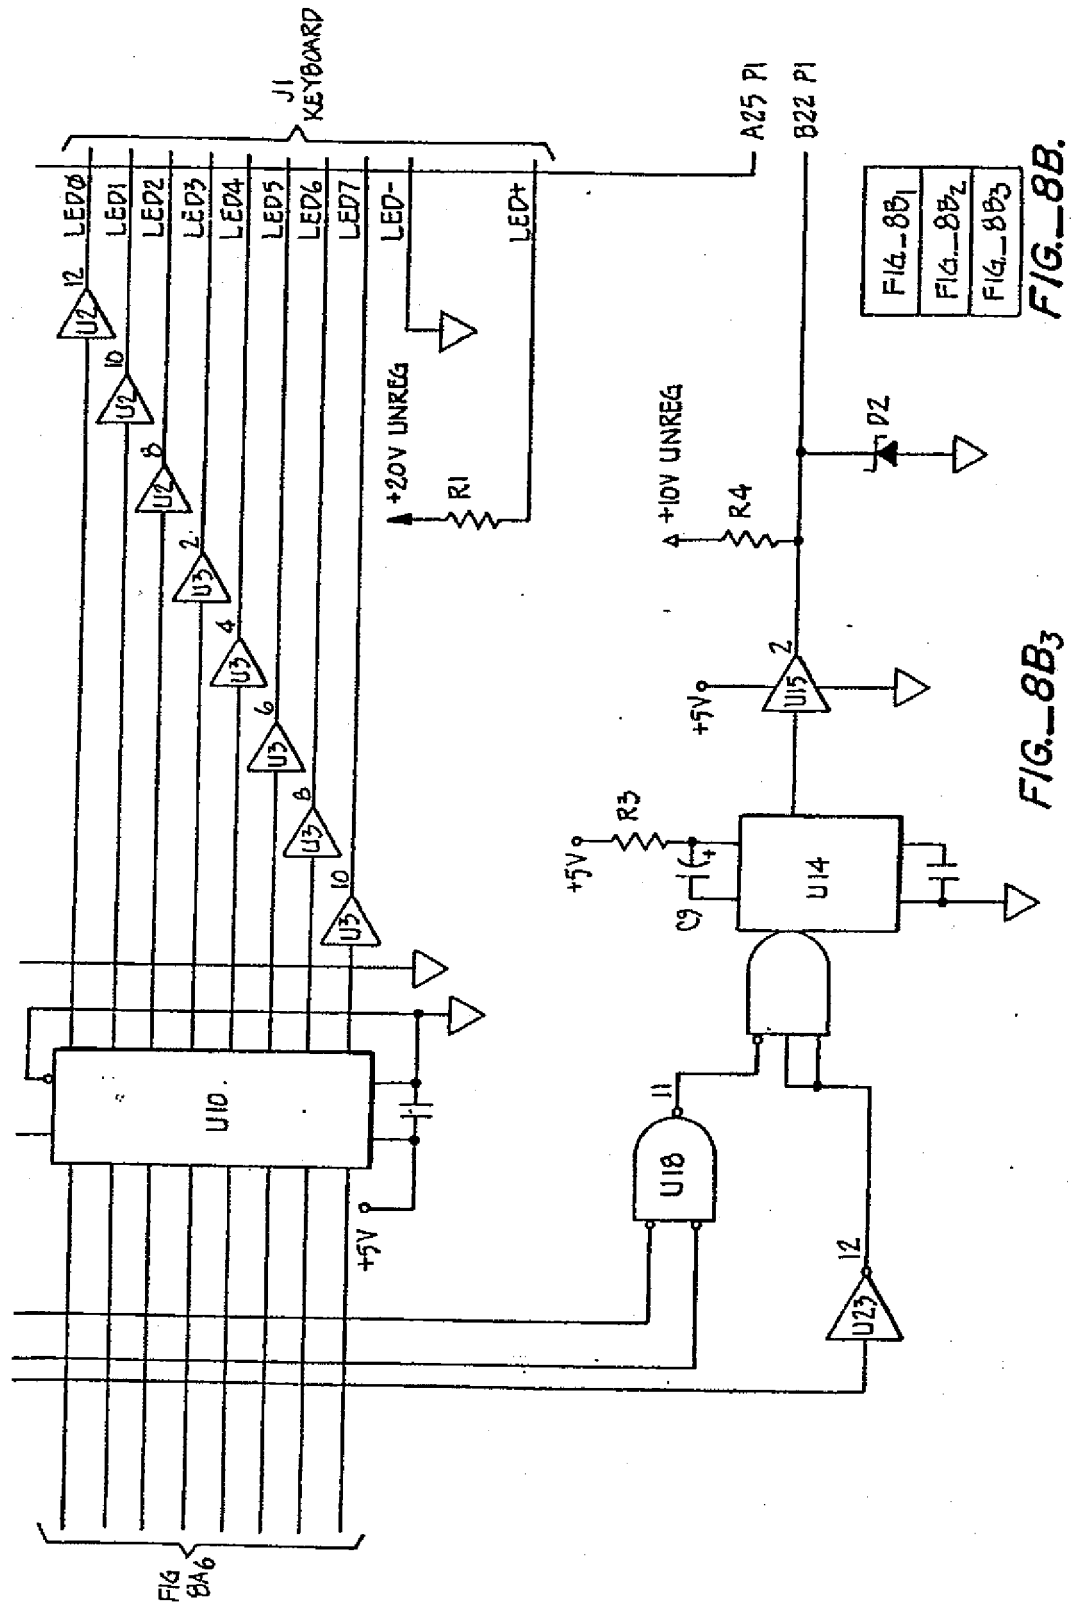 FIG
8A6
+5V
U10
U3 10
U3 8
U3 6
U3 4
U3 2
U2 8
U2 10
U2 12
LEDØ
LED1
LED2
LED3
LED4
LED5
LED6
LED7
LED-
LED+
J1
KEYBOARD
+20V UNREG
R1
U23 12
U18 11
+5V
R3
C9
+
U14
+5V
U15 2
+10V UNREG
R4
D2
A25 P1
B22 P1
FIG._8B3
FIG._8B1
FIG._8B2
FIG._8B3
FIG._8B.